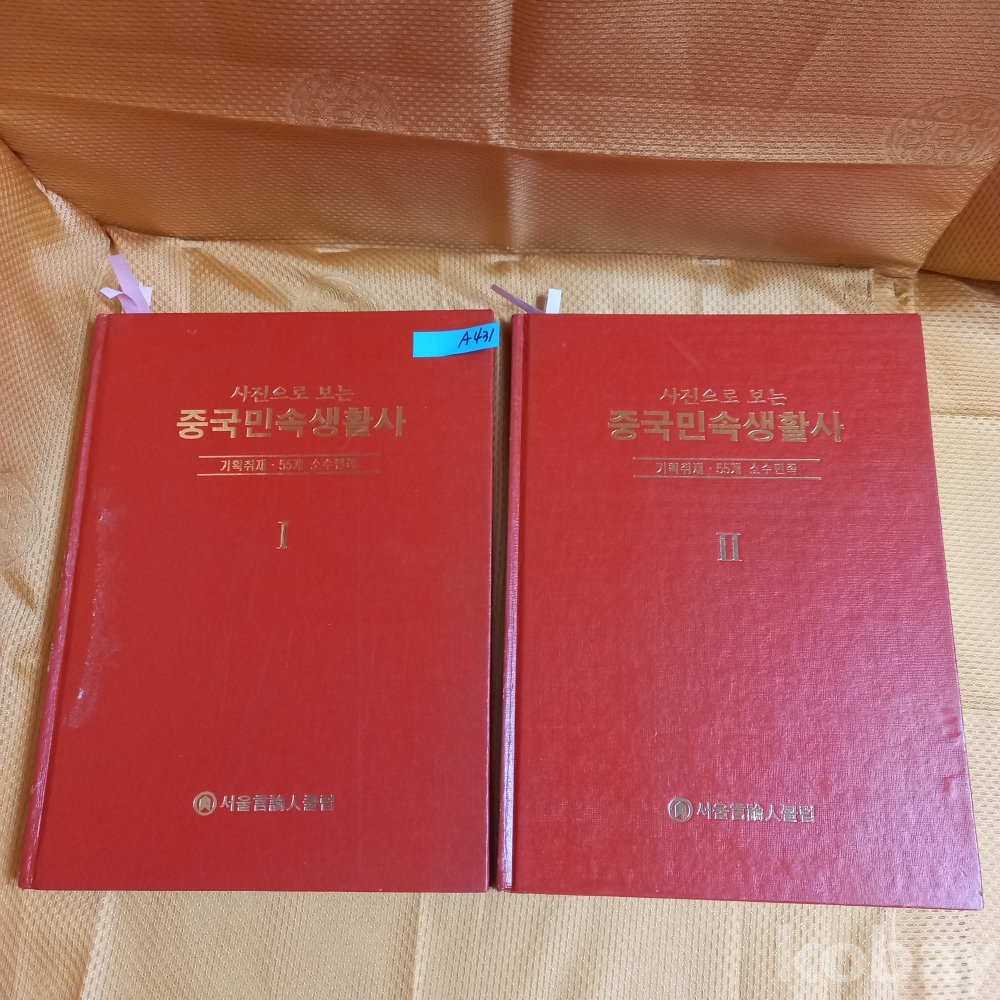 A431
사진으로 보는
중국민속생활사
기획취재·55개 소수민족
I
서울言論人클럽
사진으로 보는
중국민속생활사
기획취재·55개 소수민족
II
서울言論人클럽
kobay